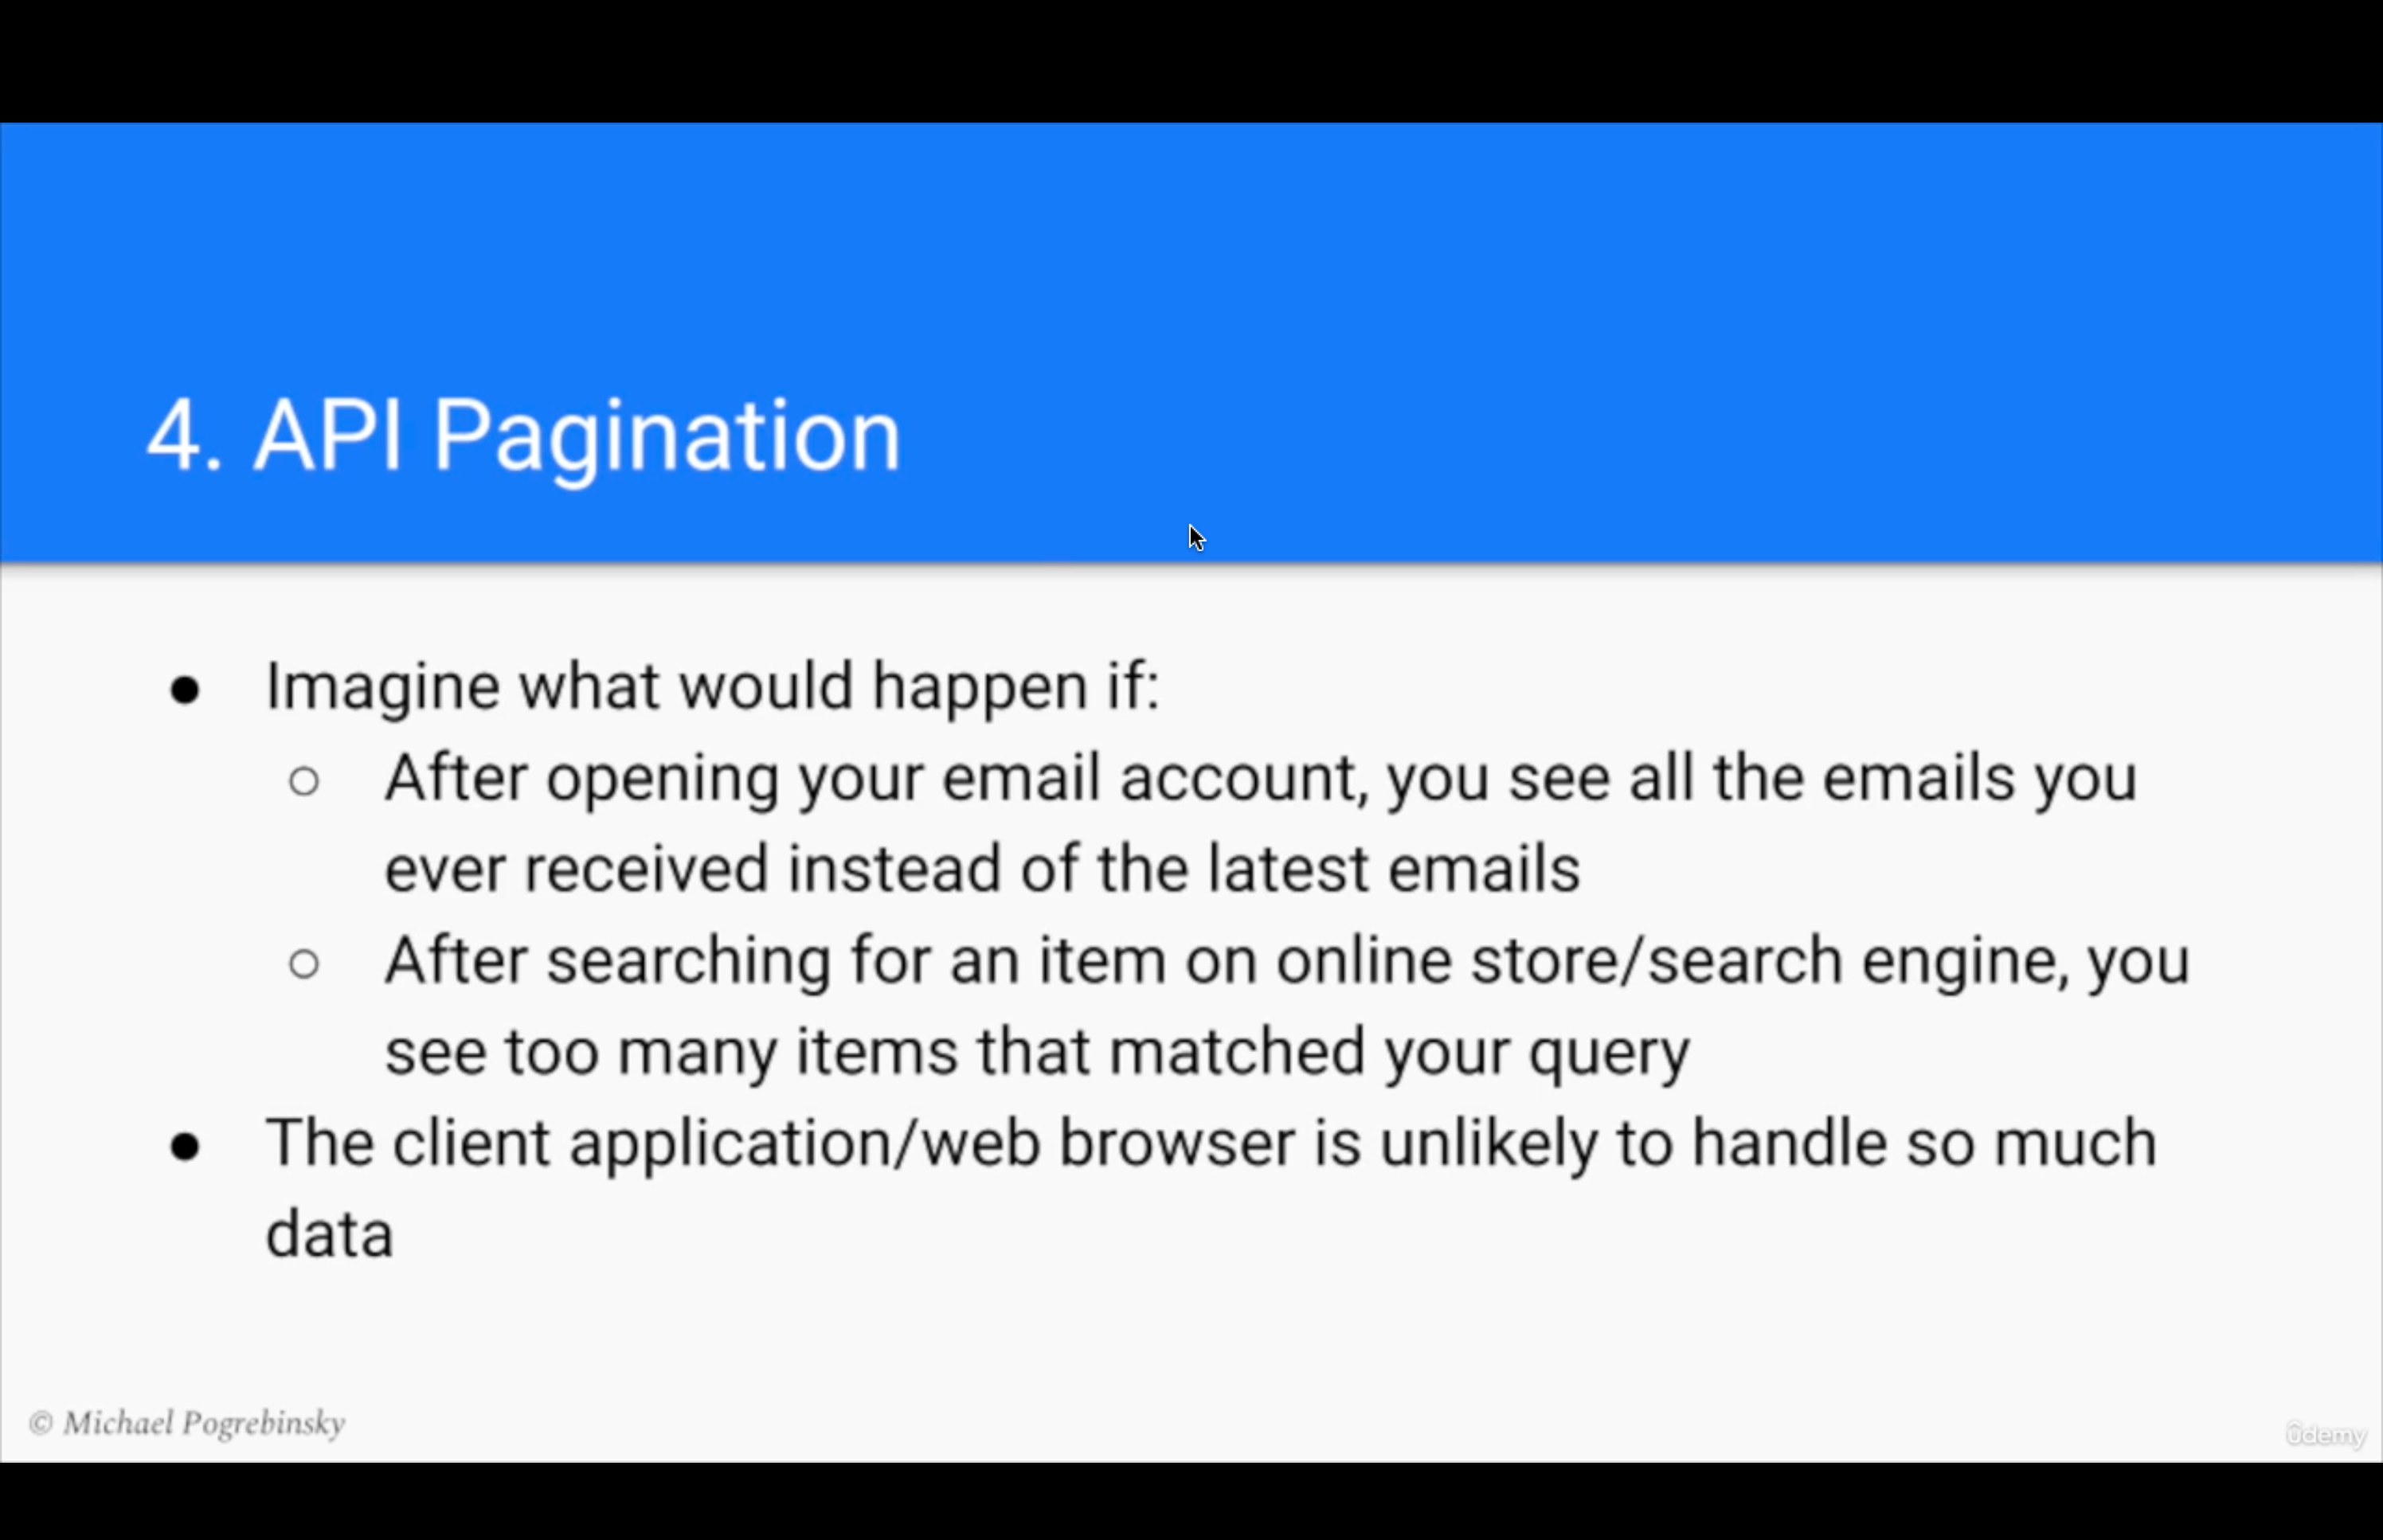 4. API Pagination
● Imagine what would happen if:
○ After opening your email account, you see all the emails you
ever received instead of the latest emails
○ After searching for an item on online store/search engine, you
see too many items that matched your query
● The client application/web browser is unlikely to handle so much
data
© Michael Pogrebinsky
ûdemy